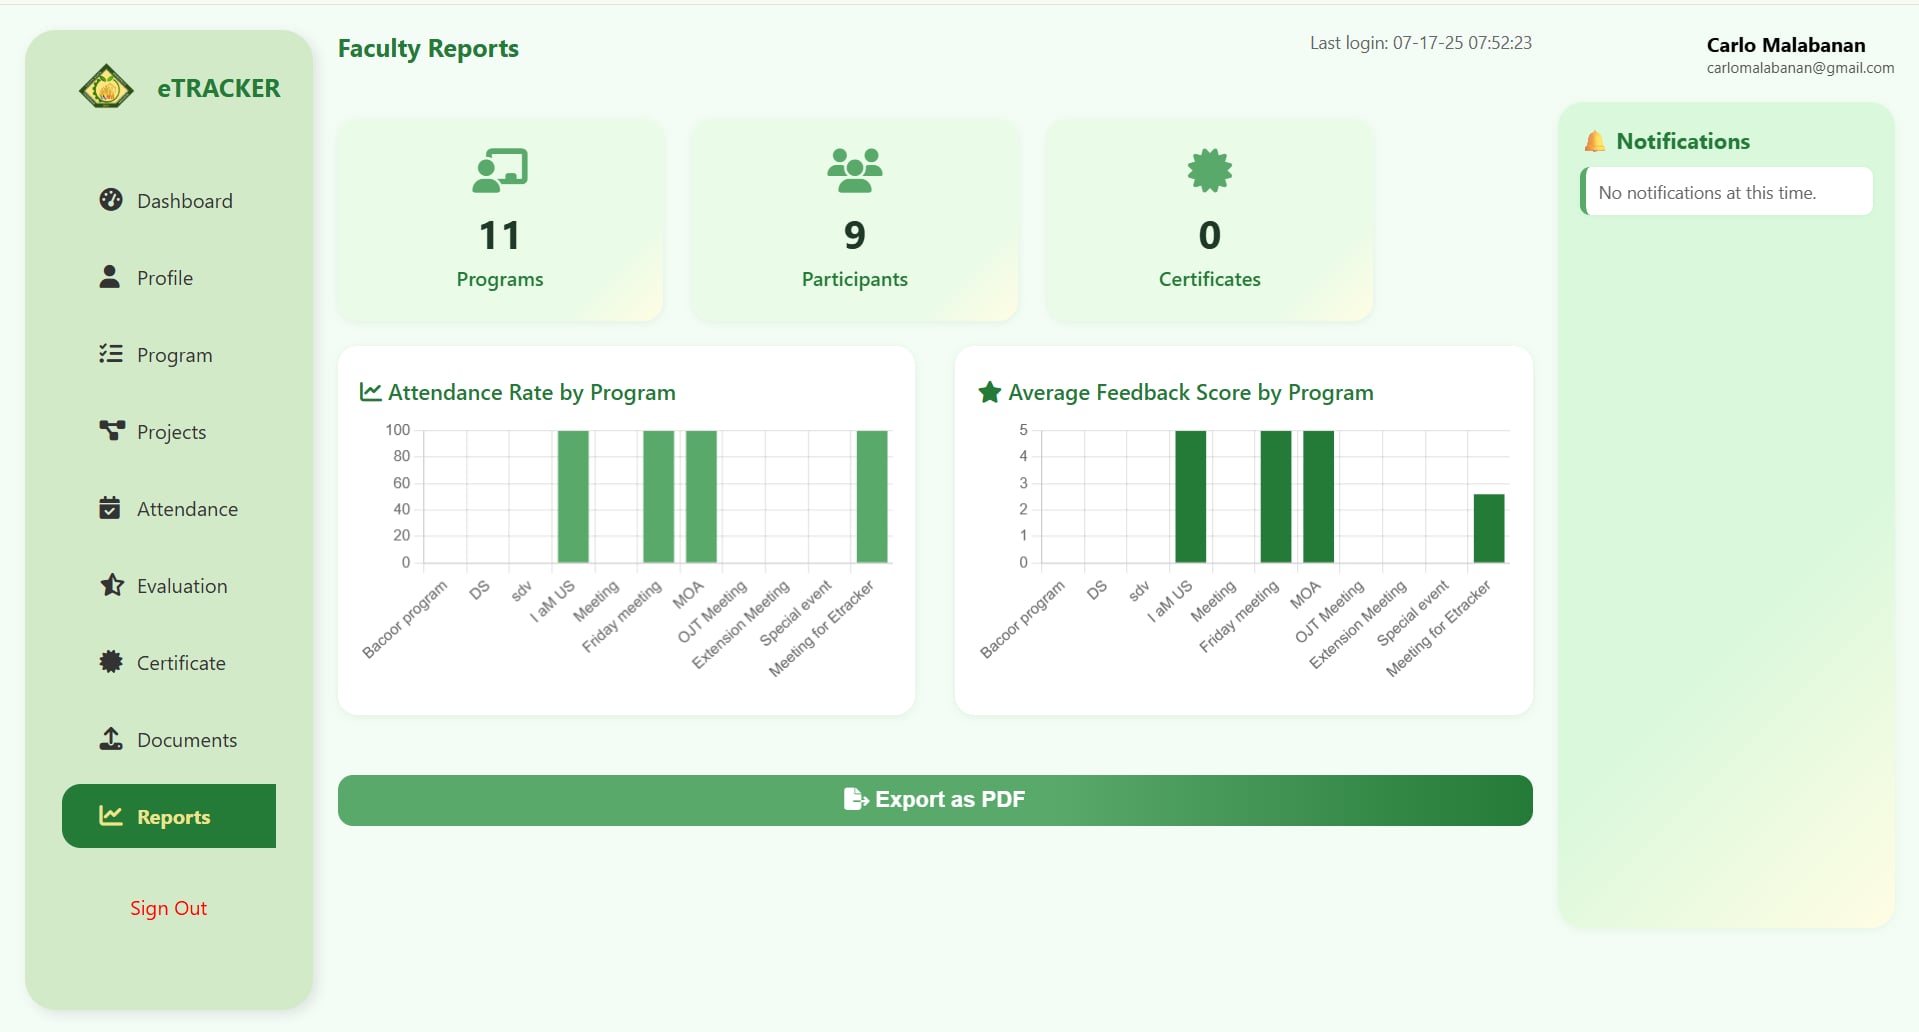 eTRACKER
Dashboard
Profile
Program
Projects
Attendance
Evaluation
Certificate
Documents
Reports
Sign Out
Faculty Reports
Last login: 07-17-25 07:52:23
Carlo Malabanan
carlomalabanan@gmail.com
11
Programs
9
Participants
0
Certificates
Attendance Rate by Program
100
80
60
40
20
0
Bacoor program
DS
sdv
I aM US
Meeting
Friday meeting
MOA
OJT Meeting
Extension Meeting
Special event
Meeting for Etracker
Average Feedback Score by Program
5
4
3
2
1
0
Bacoor program
DS
sdv
I aM US
Meeting
Friday meeting
MOA
OJT Meeting
Extension Meeting
Special event
Meeting for Etracker
Export as PDF
Notifications
No notifications at this time.